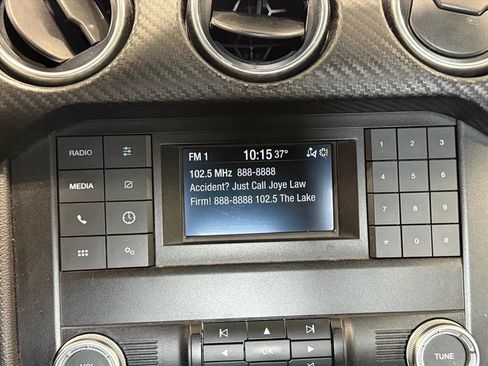 RADIO
MEDIA
FM 1 10:15 37°
102.5 MHz 888-8888
Accident? Just Call Joye Law
Firm! 888-8888 102.5 The Lake
1 2 3
4 5 6
7 8 9
* 0 #
OK
VOL
TUNE